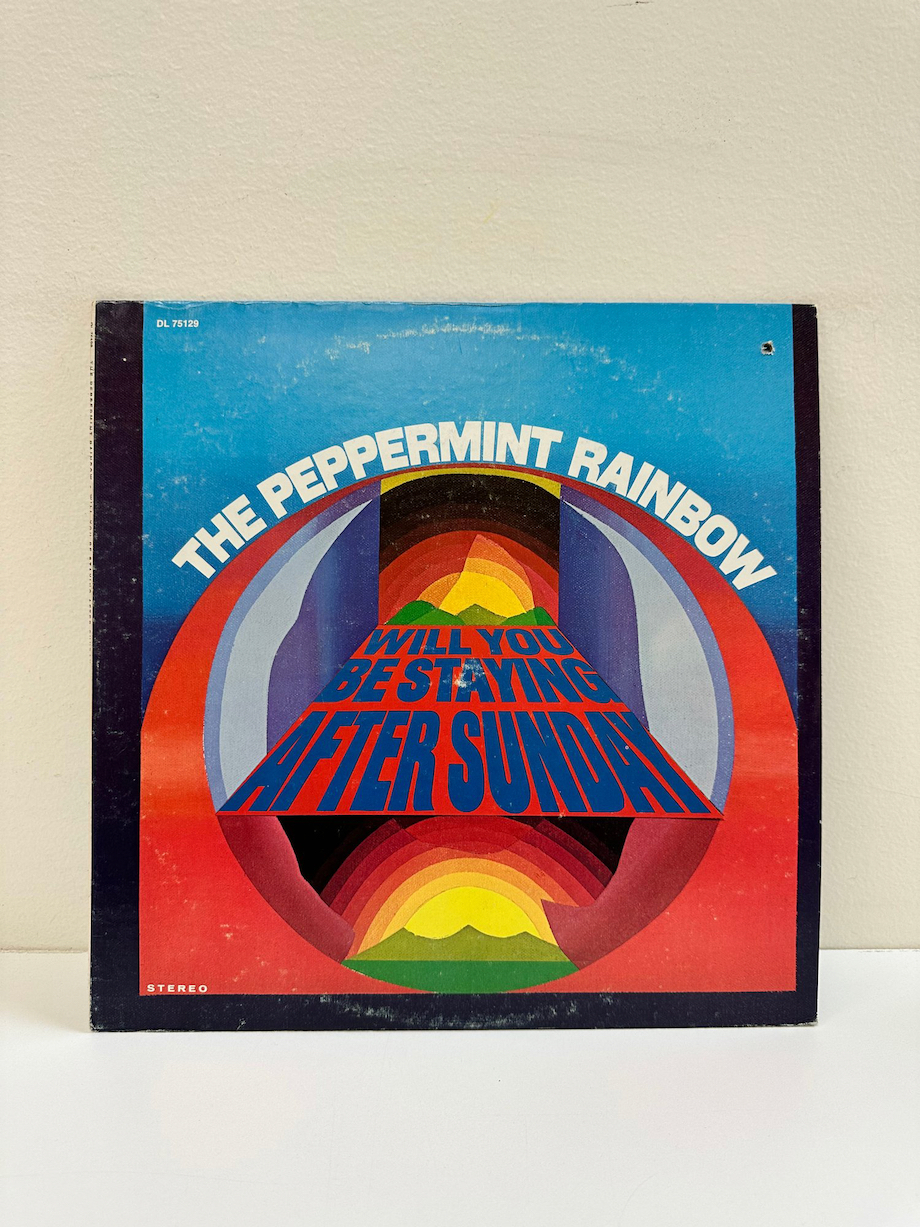 DL 75129
THE PEPPERMINT RAINBOW
WILL YOU
BE STAYING
AFTER SUNDAY
STEREO